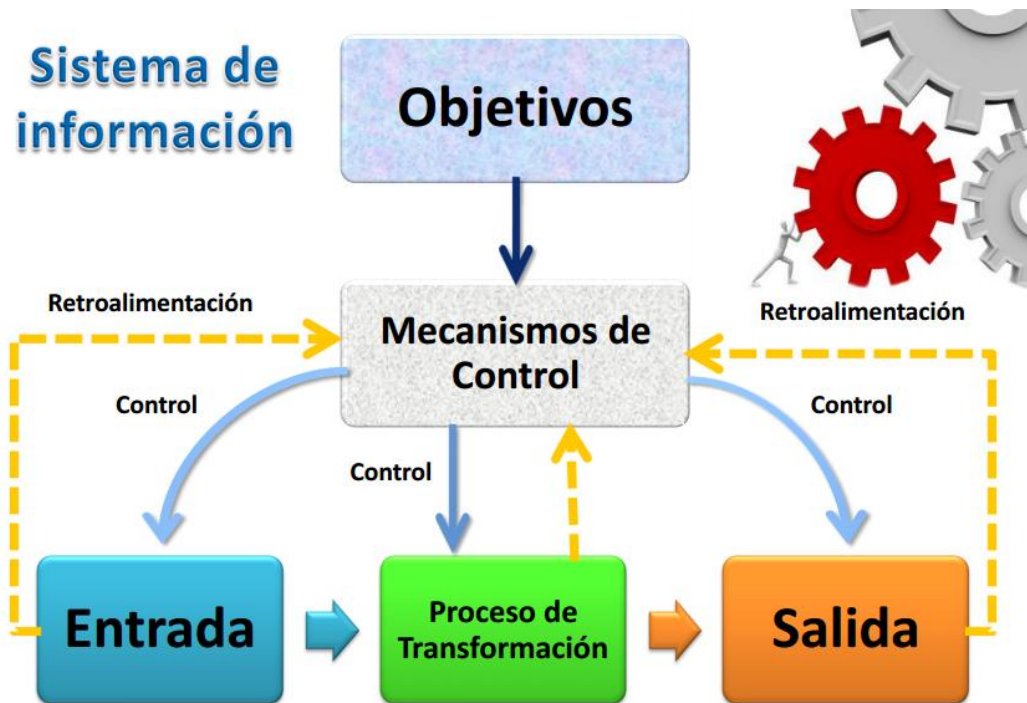 Sistema de
información
Objetivos
Retroalimentación
Mecanismos de
Control
Retroalimentación
Control
Control
Control
Entrada
Proceso de
Transformación
Salida